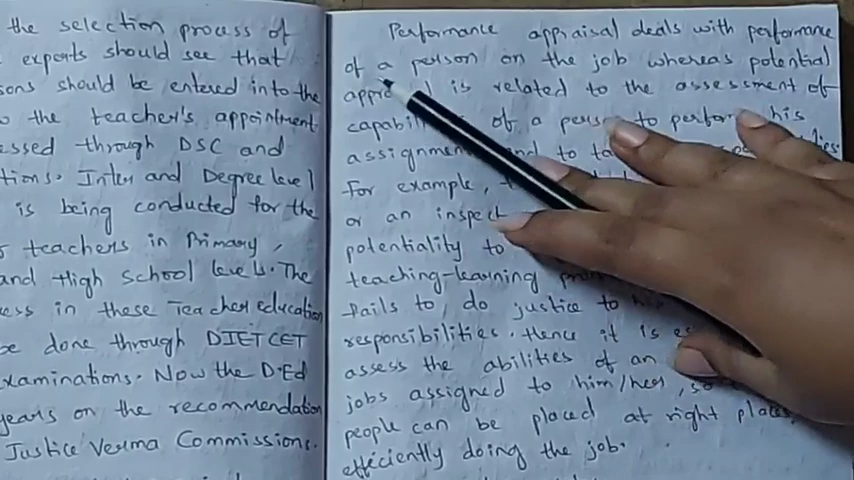 the selection process of
experts should see that
sons should be entered into the
the teacher's appointment
essed through DSC and
tions. Inter and Degree level
is being conducted for the
teachers in Primary,
and High school levels. The
ess in these Teacher education
be done through DIETCET
xaminations. Now the D.Ed
years on the recommendation
Justice Verma Commissions.
Performance appraisal deals with performance
of a person on the job whereas potential
is related to the assessment of
of a person to perform his
assignment and to
For example,
or an inspect
potentiality to
teaching-learning
fails to, do justice to
responsibilities. Hence it is
assess the abilities of an
jobs assigned to him/her, so
people can be placed at right places,
efficiently doing the job.